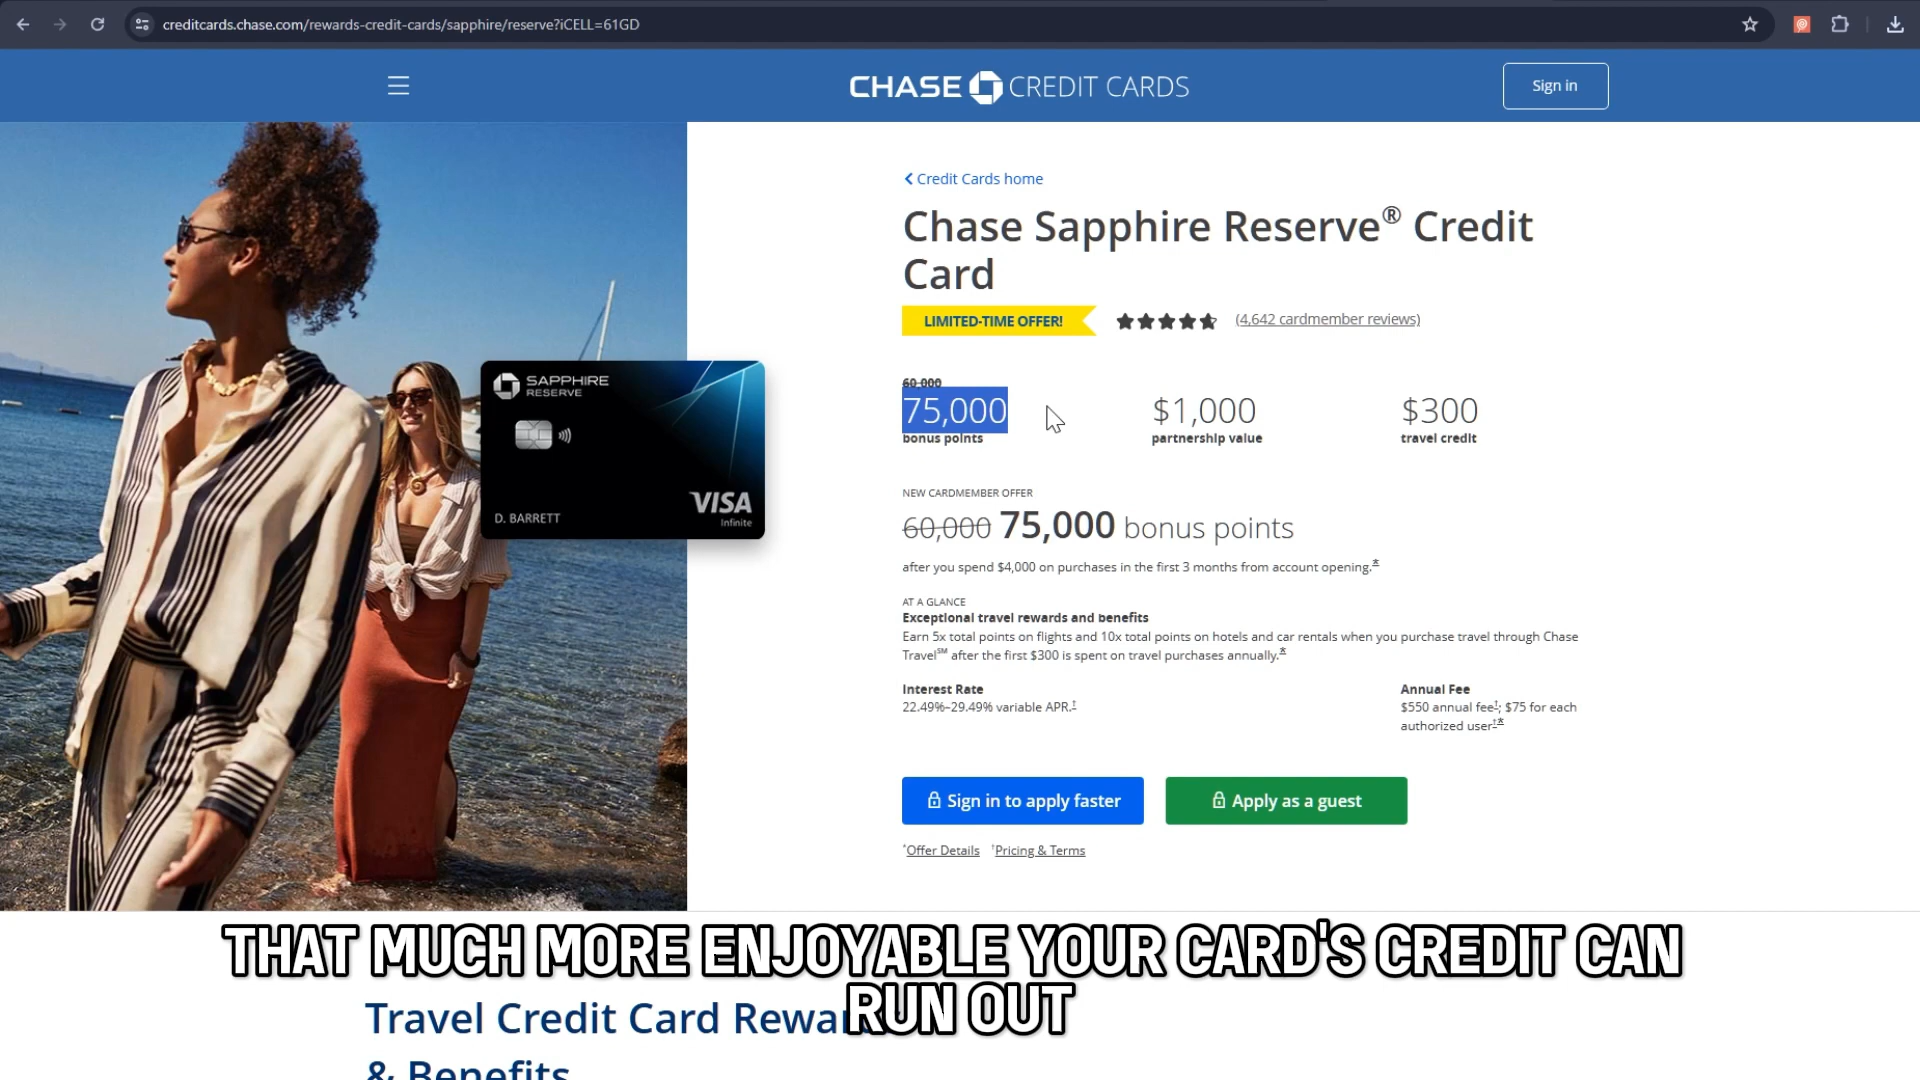 creditcards.chase.com/rewards-credit-cards/sapphire/reserve?iCELL=61GD
CHASE CREDIT CARDS
Sign in
Credit Cards home
Chase Sapphire Reserve® Credit
Card
LIMITED-TIME OFFER!
(4,642 cardmember reviews)
60,000
75,000
bonus points
$1,000
partnership value
$300
travel credit
SAPPHIRE
RESERVE
VISA
Infinite
D. BARRETT
NEW CARDMEMBER OFFER
60,000 75,000 bonus points
after you spend $4,000 on purchases in the first 3 months from account opening.*
AT A GLANCE
Exceptional travel rewards and benefits
Earn 5x total points on flights and 10x total points on hotels and car rentals when you purchase travel through Chase
Travel℠ after the first $300 is spent on travel purchases annually.*
Interest Rate
22.49%–29.49% variable APR.†
Annual Fee
$550 annual fee†; $75 for each
authorized user†*
Sign in to apply faster
Apply as a guest
*Offer Details †Pricing & Terms
THAT MUCH MORE ENJOYABLE YOUR CARD'S CREDIT CAN
RUN OUT
Travel Credit Card
& Benefits